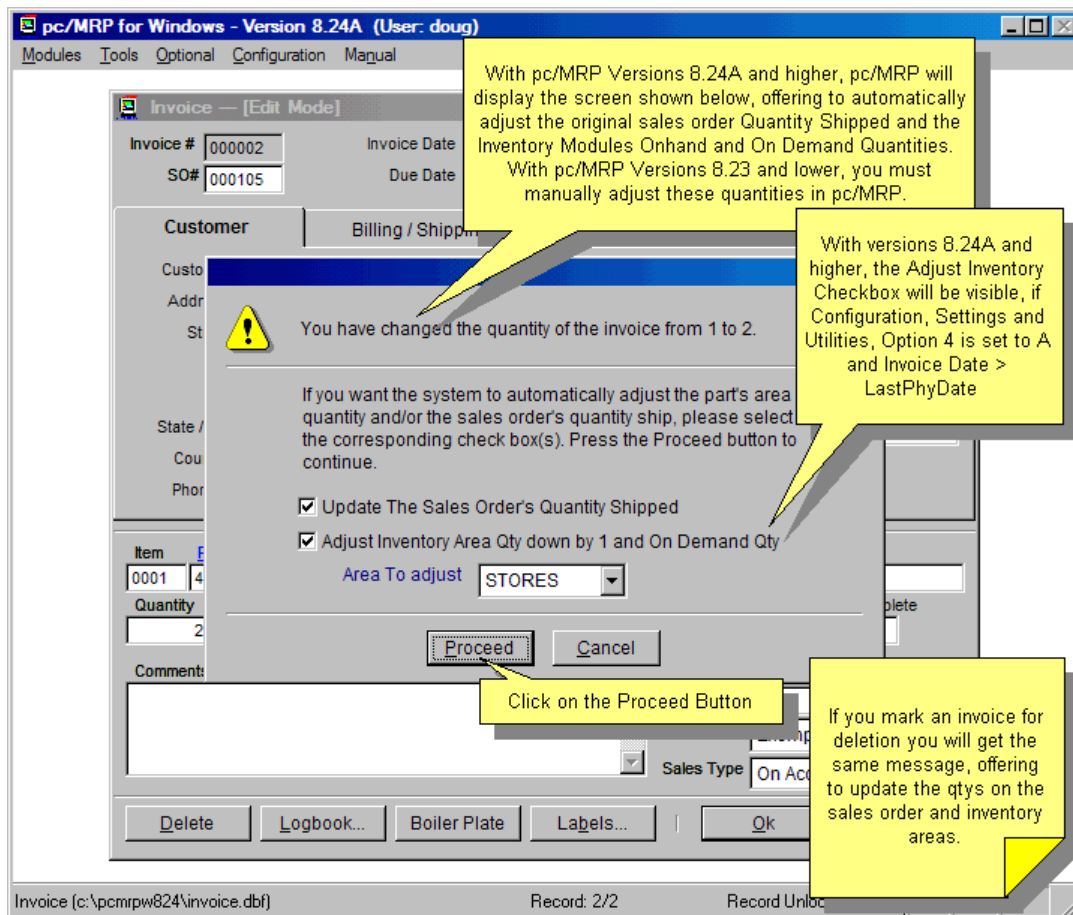 pc/MRP for Windows - Version 8.24A (User: doug)
Modules Tools Optional Configuration Manual
With pc/MRP Versions 8.24A and higher, pc/MRP will
display the screen shown below, offering to automatically
adjust the original sales order Quantity Shipped and the
Inventory Modules Onhand and On Demand Quantities.
With pc/MRP Versions 8.23 and lower, you must
manually adjust these quantities in pc/MRP.
Invoice — [Edit Mode]
Invoice # 000002 Invoice Date
SO# 000105 Due Date
Customer Billing / Shippin
With versions 8.24A and
higher, the Adjust Inventory
Checkbox will be visible, if
Configuration, Settings and
Utilities, Option 4 is set to A
and Invoice Date >
LastPhyDate
Custo
Addr
St
State /
Cou
Phor
You have changed the quantity of the invoice from 1 to 2.
If you want the system to automatically adjust the part's area
quantity and/or the sales order's quantity ship, please select
the corresponding check box(s). Press the Proceed button to
continue.
Update The Sales Order's Quantity Shipped
Adjust Inventory Area Qty down by 1 and On Demand Qty
Area To adjust STORES
Proceed Cancel
Click on the Proceed Button
Item
0001 4
Quantity plete
2
Comments
Sales Type On Acc
If you mark an invoice for
deletion you will get the
same message, offering
to update the qtys on the
sales order and inventory
areas.
Delete Logbook... Boiler Plate Labels... Ok
Invoice (c:\pcmrpw824\invoice.dbf) Record: 2/2 Record Unloc